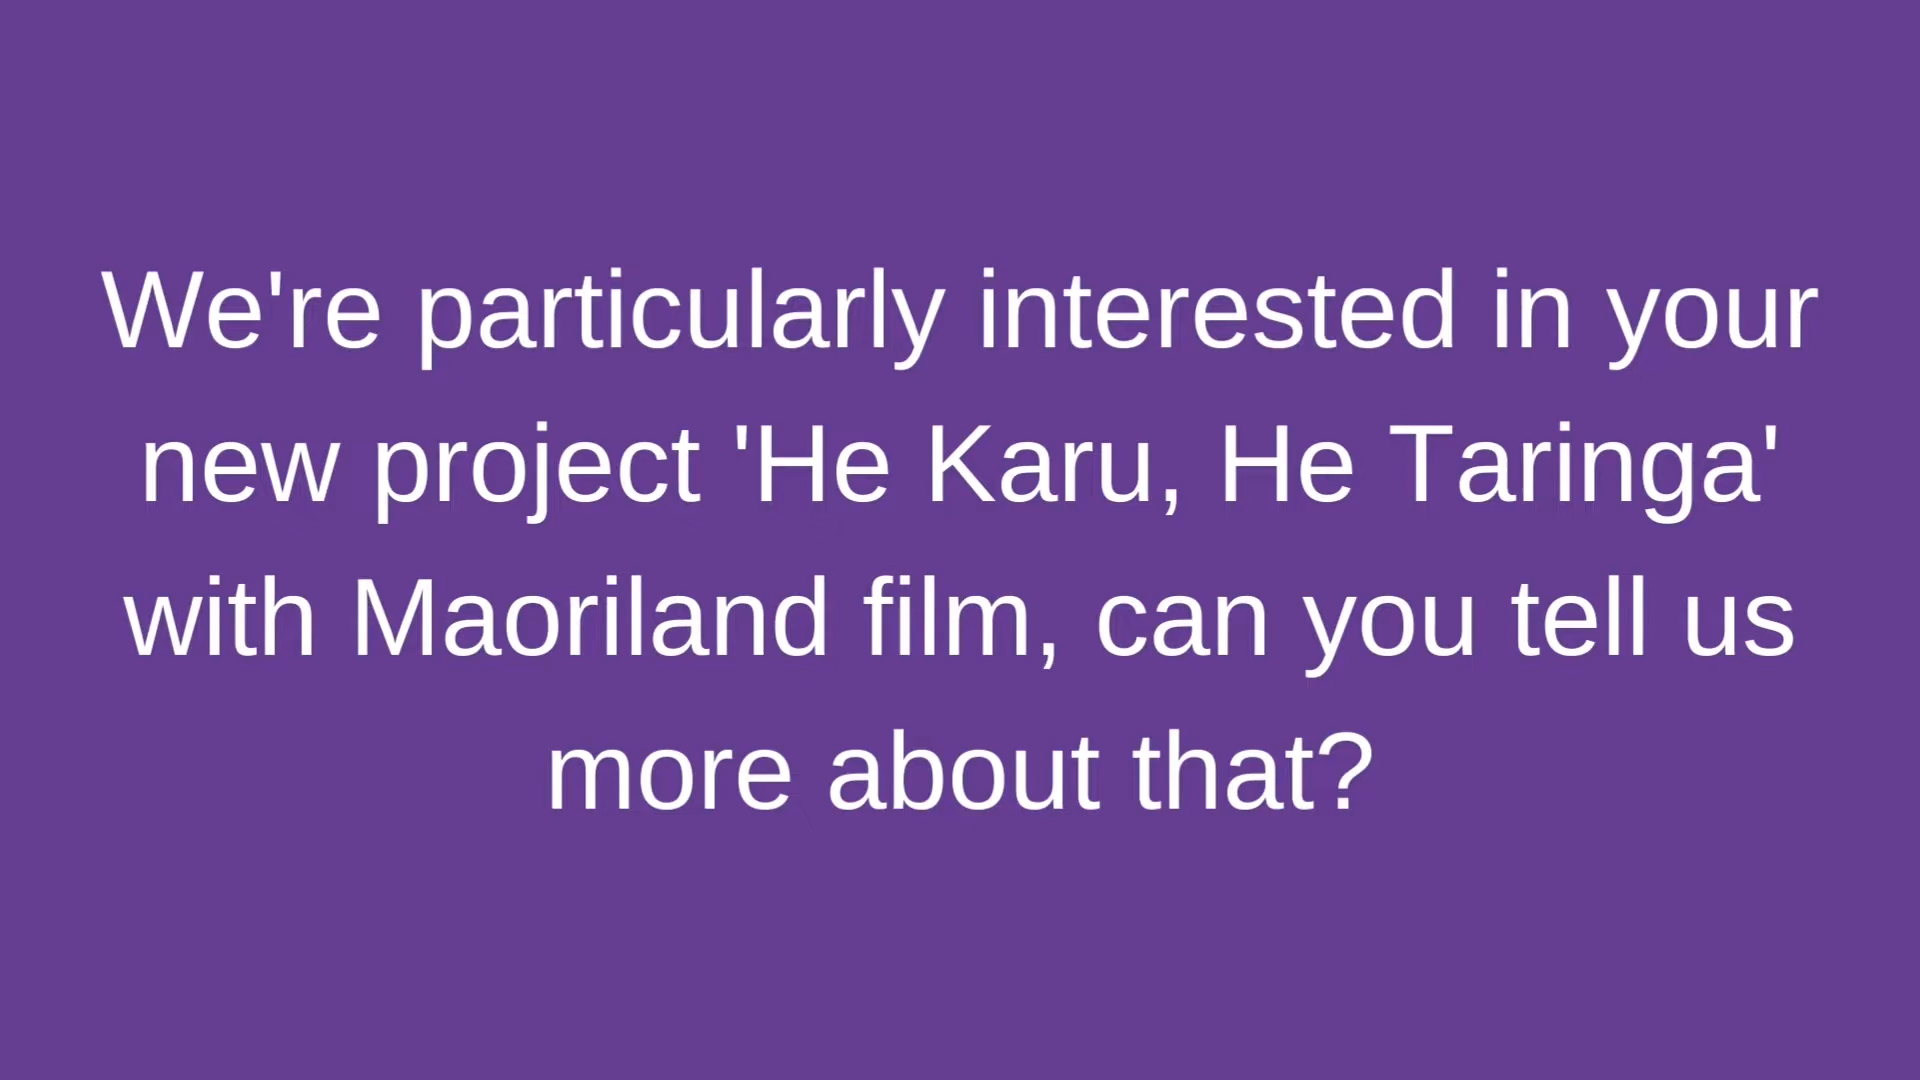 We're particularly interested in your
new project 'He Karu, He Taringa'
with Maoriland film, can you tell us
more about that?